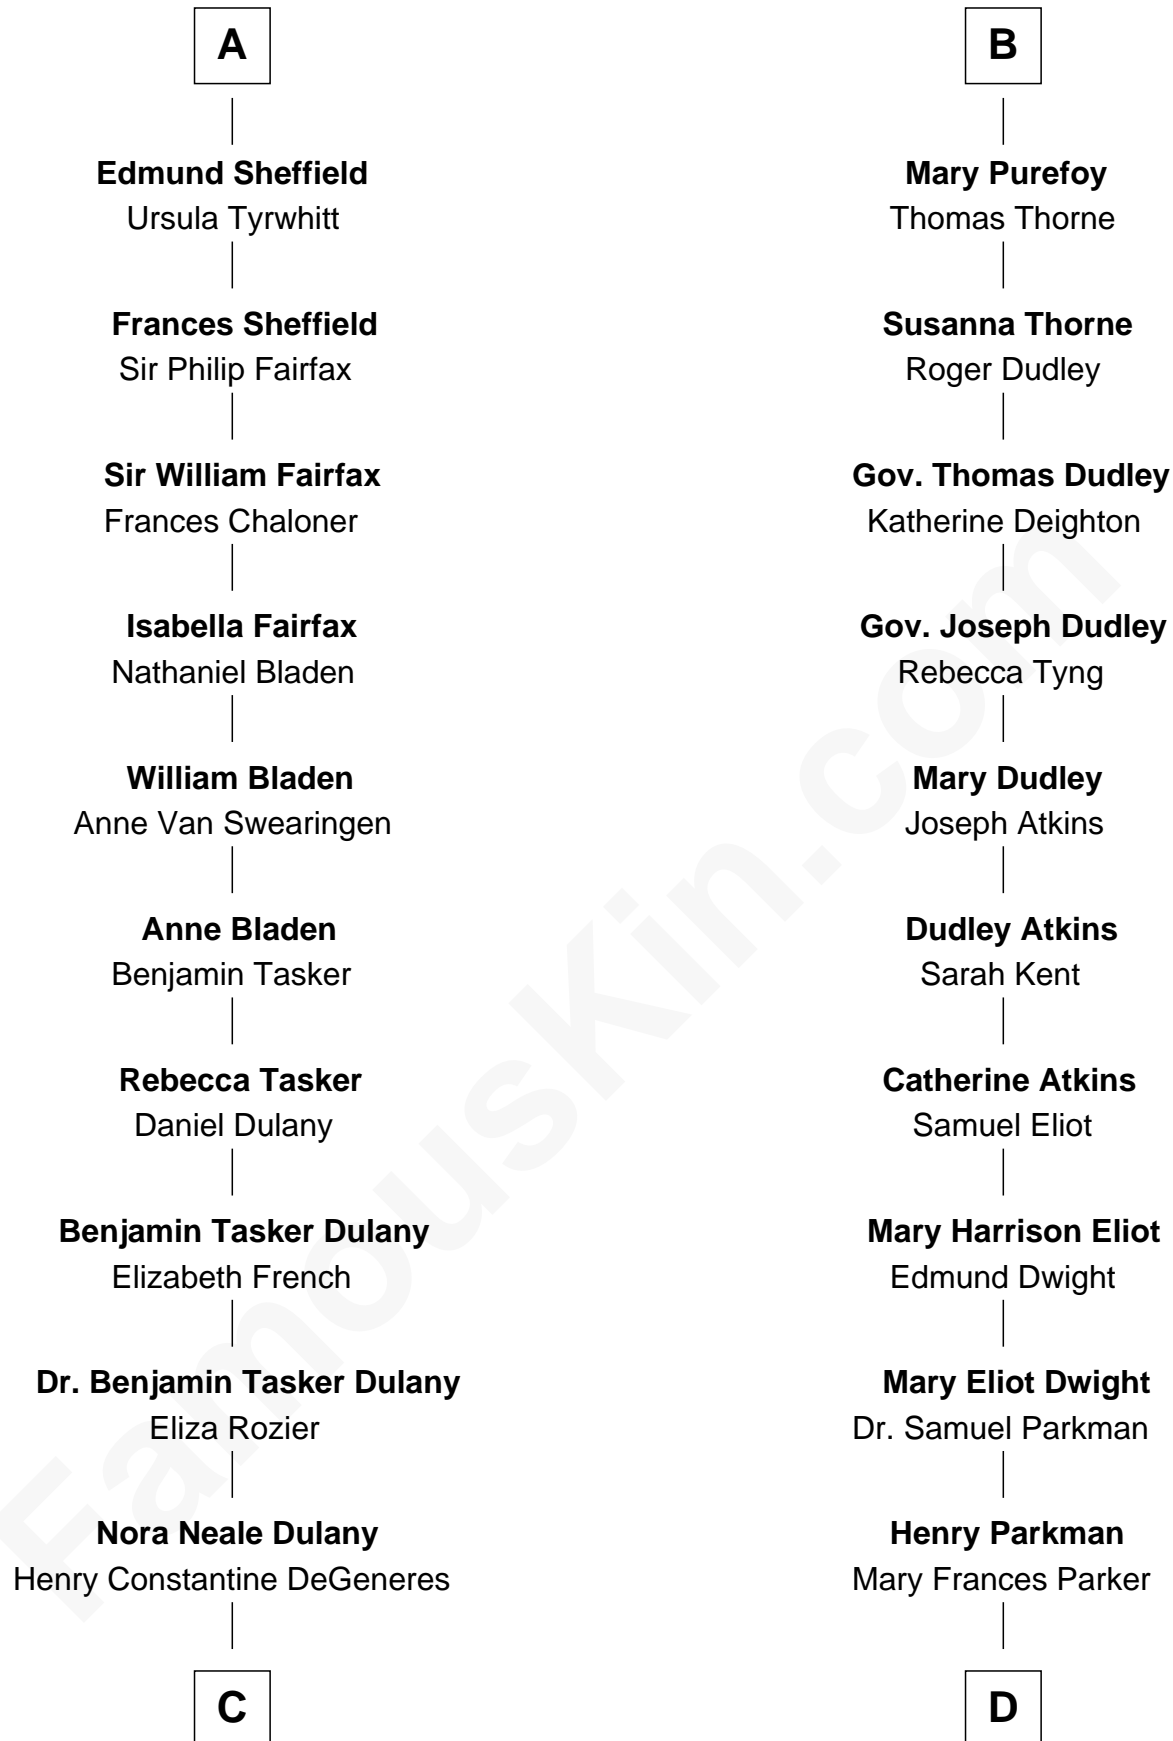 A
Edmund Sheffield
Ursula Tyrwhitt
Frances Sheffield
Sir Philip Fairfax
Sir William Fairfax
Frances Chaloner
Isabella Fairfax
Nathaniel Bladen
William Bladen
Anne Van Swearingen
Anne Bladen
Benjamin Tasker
Rebecca Tasker
Daniel Dulany
Benjamin Tasker Dulany
Elizabeth French
Dr. Benjamin Tasker Dulany
Eliza Rozier
Nora Neale Dulany
Henry Constantine DeGeneres
C
B
Mary Purefoy
Thomas Thorne
Susanna Thorne
Roger Dudley
Gov. Thomas Dudley
Katherine Deighton
Gov. Joseph Dudley
Rebecca Tyng
Mary Dudley
Joseph Atkins
Dudley Atkins
Sarah Kent
Catherine Atkins
Samuel Eliot
Mary Harrison Eliot
Edmund Dwight
Mary Eliot Dwight
Dr. Samuel Parkman
Henry Parkman
Mary Frances Parker
D
FamousKin.com